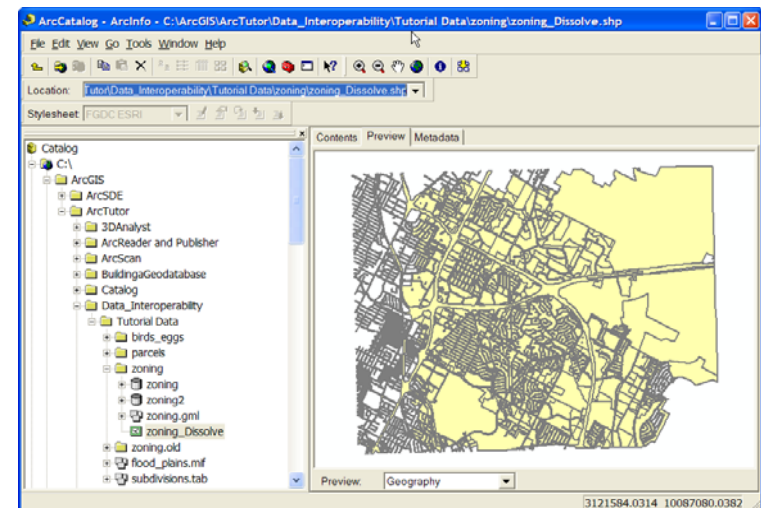 ArcCatalog - ArcInfo - C:\ArcGIS\ArcTutor\Data_Interoperability\Tutorial Data\zoning\zoning_Dissolve.shp
File Edit View Go Tools Window Help
Location: Tutor\Data_Interoperability\Tutorial Data\zoning\zoning_Dissolve.shp
Stylesheet: FGDC ESRI
Contents Preview Metadata
Catalog
C:\
ArcGIS
ArcSDE
ArcTutor
3DAnalyst
ArcReader and Publisher
ArcScan
BuildingaGeodatabase
Catalog
Data_Interoperability
Tutorial Data
birds_eggs
parcels
zoning
zoning
zoning2
zoning.gml
zoning_Dissolve
zoning.old
flood_plains.mif
subdivisions.tab
Preview: Geography
3121584.0314 10087080.0382